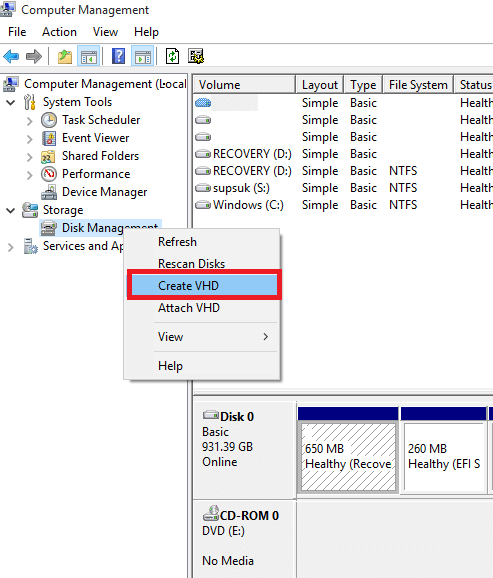 Computer Management
File Action View Help
Computer Management (Local
System Tools
Task Scheduler
Event Viewer
Shared Folders
Performance
Device Manager
Storage
Disk Management
Services and Ap
Refresh
Rescan Disks
Create VHD
Attach VHD
View
Help
Volume Layout Type File System Status
Simple Basic Health
Simple Basic Health
Simple Basic Health
RECOVERY (D:) Simple Basic Health
RECOVERY (D:) Simple Basic NTFS Health
supsuk (S:) Simple Basic NTFS Health
Windows (C:) Simple Basic NTFS Health
Disk 0
Basic
931.39 GB
Online
650 MB
Healthy (Recove
260 MB
Healthy (EFI S
CD-ROM 0
DVD (E:)
No Media